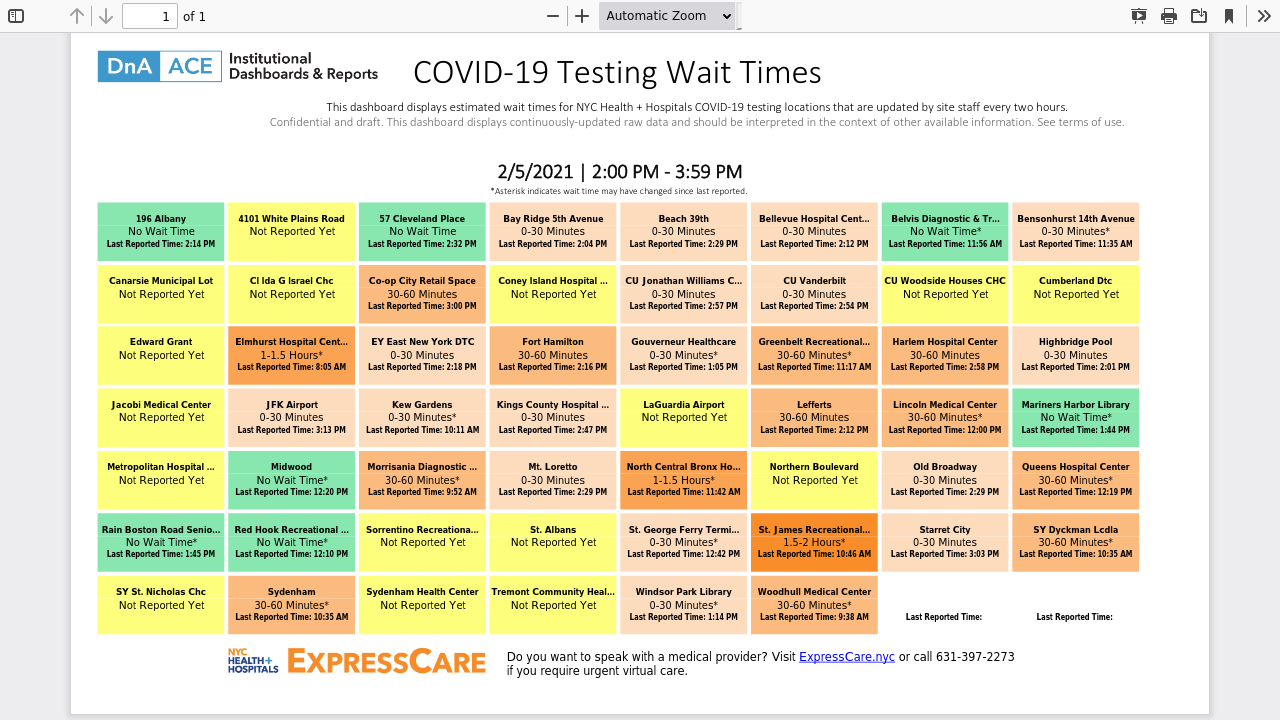 1 of 1 Automatic Zoom
DnA ACE Institutional
Dashboards & Reports
COVID-19 Testing Wait Times
This dashboard displays estimated wait times for NYC Health + Hospitals COVID-19 testing locations that are updated by site staff every two hours.
Confidential and draft. This dashboard displays continuously-updated raw data and should be interpreted in the context of other available information. See terms of use.
2/5/2021 | 2:00 PM - 3:59 PM
*Asterisk indicates wait time may have changed since last reported.
196 Albany
No Wait Time
Last Reported Time: 2:14 PM
4101 White Plains Road
Not Reported Yet
57 Cleveland Place
No Wait Time
Last Reported Time: 2:32 PM
Bay Ridge 5th Avenue
0-30 Minutes
Last Reported Time: 2:04 PM
Beach 39th
0-30 Minutes
Last Reported Time: 2:29 PM
Bellevue Hospital Cent...
0-30 Minutes
Last Reported Time: 2:12 PM
Belvis Diagnostic & Tr...
No Wait Time*
Last Reported Time: 11:56 AM
Bensonhurst 14th Avenue
0-30 Minutes*
Last Reported Time: 11:35 AM
Canarsie Municipal Lot
Not Reported Yet
CI Ida G Israel Chc
Not Reported Yet
Co-op City Retail Space
30-60 Minutes
Last Reported Time: 3:00 PM
Coney Island Hospital ...
Not Reported Yet
CU Jonathan Williams C...
0-30 Minutes
Last Reported Time: 2:57 PM
CU Vanderbilt
0-30 Minutes
Last Reported Time: 2:54 PM
CU Woodside Houses CHC
Not Reported Yet
Cumberland Dtc
Not Reported Yet
Edward Grant
Not Reported Yet
Elmhurst Hospital Cent...
1-1.5 Hours*
Last Reported Time: 8:05 AM
EY East New York DTC
0-30 Minutes
Last Reported Time: 2:18 PM
Fort Hamilton
30-60 Minutes
Last Reported Time: 2:16 PM
Gouverneur Healthcare
0-30 Minutes*
Last Reported Time: 1:05 PM
Greenbelt Recreational...
30-60 Minutes*
Last Reported Time: 11:17 AM
Harlem Hospital Center
30-60 Minutes
Last Reported Time: 2:58 PM
Highbridge Pool
0-30 Minutes
Last Reported Time: 2:01 PM
Jacobi Medical Center
Not Reported Yet
JFK Airport
0-30 Minutes
Last Reported Time: 3:13 PM
Kew Gardens
0-30 Minutes*
Last Reported Time: 10:11 AM
Kings County Hospital ...
0-30 Minutes
Last Reported Time: 2:47 PM
LaGuardia Airport
Not Reported Yet
Lefferts
30-60 Minutes
Last Reported Time: 2:12 PM
Lincoln Medical Center
30-60 Minutes*
Last Reported Time: 12:00 PM
Mariners Harbor Library
No Wait Time*
Last Reported Time: 1:44 PM
Metropolitan Hospital ...
Not Reported Yet
Midwood
No Wait Time*
Last Reported Time: 12:20 PM
Morrisania Diagnostic ...
30-60 Minutes*
Last Reported Time: 9:52 AM
Mt. Loretto
0-30 Minutes
Last Reported Time: 2:29 PM
North Central Bronx Ho...
1-1.5 Hours*
Last Reported Time: 11:42 AM
Northern Boulevard
Not Reported Yet
Old Broadway
0-30 Minutes
Last Reported Time: 2:29 PM
Queens Hospital Center
30-60 Minutes*
Last Reported Time: 12:19 PM
Rain Boston Road Senio...
No Wait Time*
Last Reported Time: 1:45 PM
Red Hook Recreational ...
No Wait Time*
Last Reported Time: 12:10 PM
Sorrentino Recreationa...
Not Reported Yet
St. Albans
Not Reported Yet
St. George Ferry Termi...
0-30 Minutes*
Last Reported Time: 12:42 PM
St. James Recreational...
1.5-2 Hours*
Last Reported Time: 10:46 AM
Starret City
0-30 Minutes
Last Reported Time: 3:03 PM
SY Dyckman Lcdla
30-60 Minutes*
Last Reported Time: 10:35 AM
SY St. Nicholas Chc
Not Reported Yet
Sydenham
30-60 Minutes*
Last Reported Time: 10:35 AM
Sydenham Health Center
Not Reported Yet
Tremont Community Heal...
Not Reported Yet
Windsor Park Library
0-30 Minutes*
Last Reported Time: 1:14 PM
Woodhull Medical Center
30-60 Minutes*
Last Reported Time: 9:38 AM
Last Reported Time:
Last Reported Time:
NYC
HEALTH+
HOSPITALS
EXPRESSCARE
Do you want to speak with a medical provider? Visit ExpressCare.nyc or call 631-397-2273
if you require urgent virtual care.